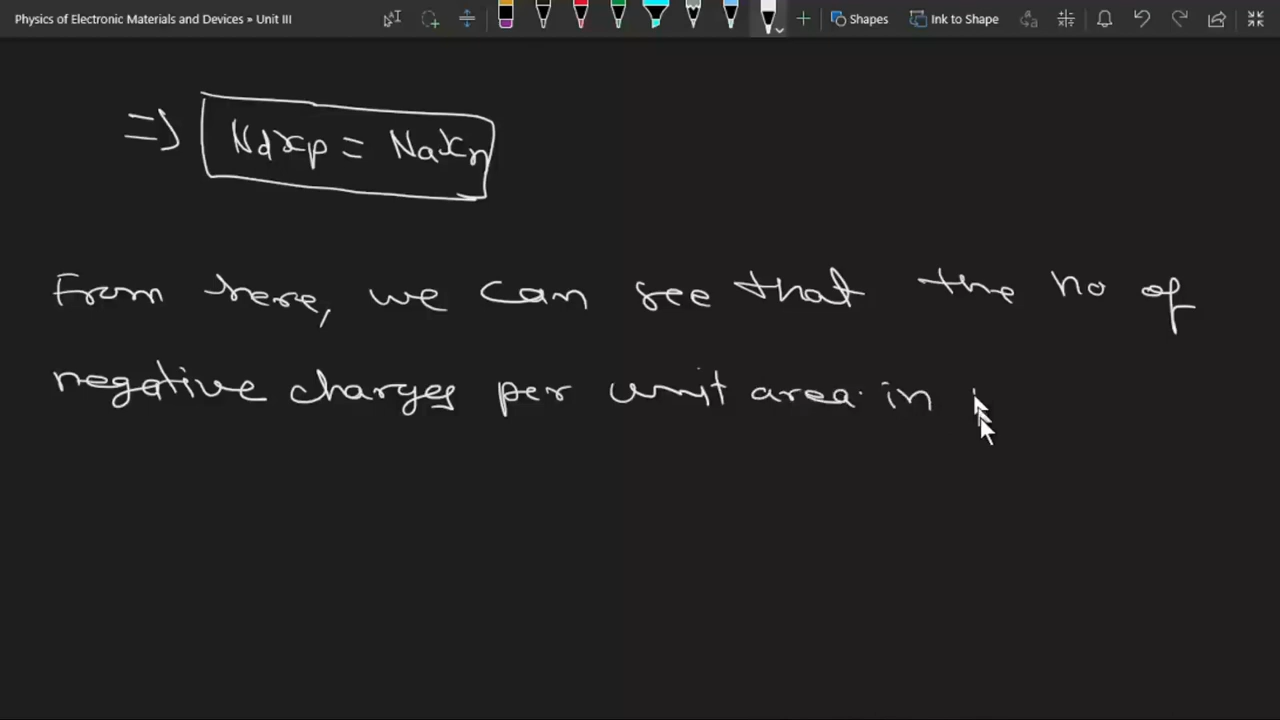 Physics of Electronic Materials and Devices » Unit III
Shapes
Ink to Shape
=> Ndxp = Naxn
From here, we can see that the no of
negative charges per unit area in